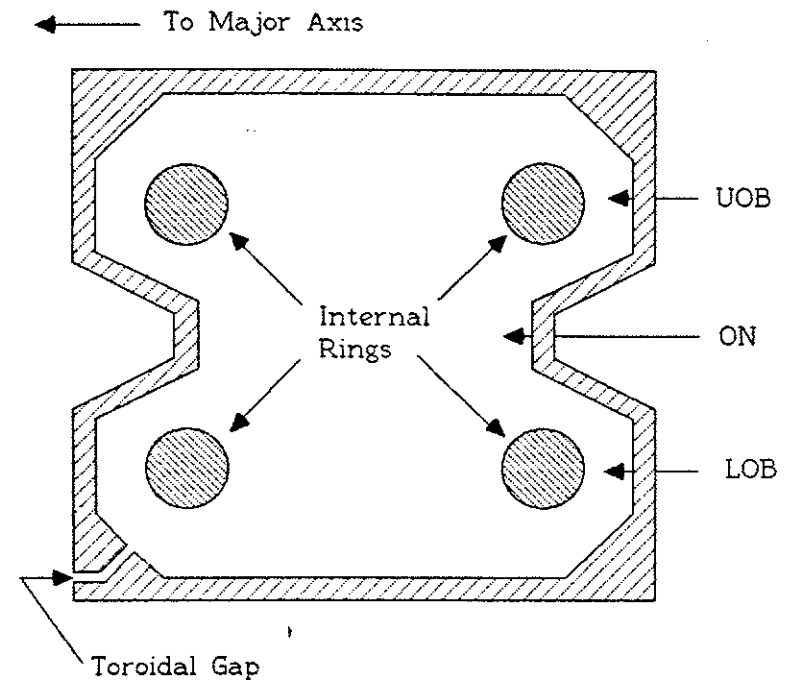 To Major Axis
UOB
Internal
Rings
ON
LOB
Toroidal Gap